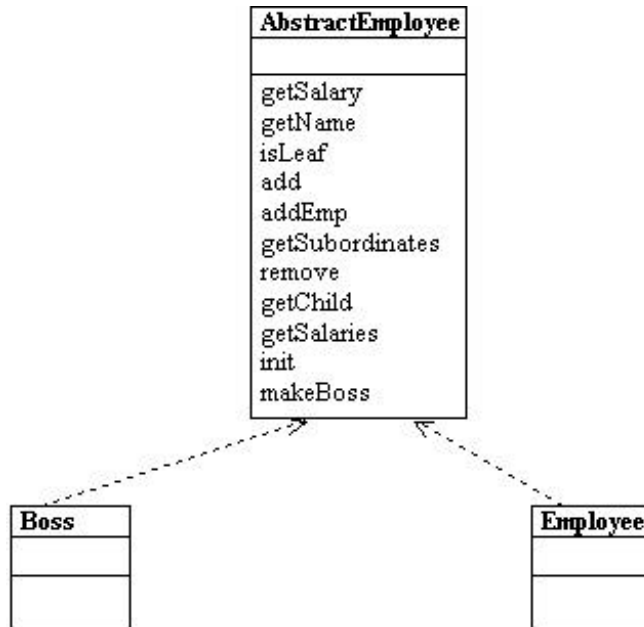 AbstractEmployee
getSalary
getName
isLeaf
add
addEmp
getSubordinates
remove
getChild
getSalaries
init
makeBoss
Boss
Employee